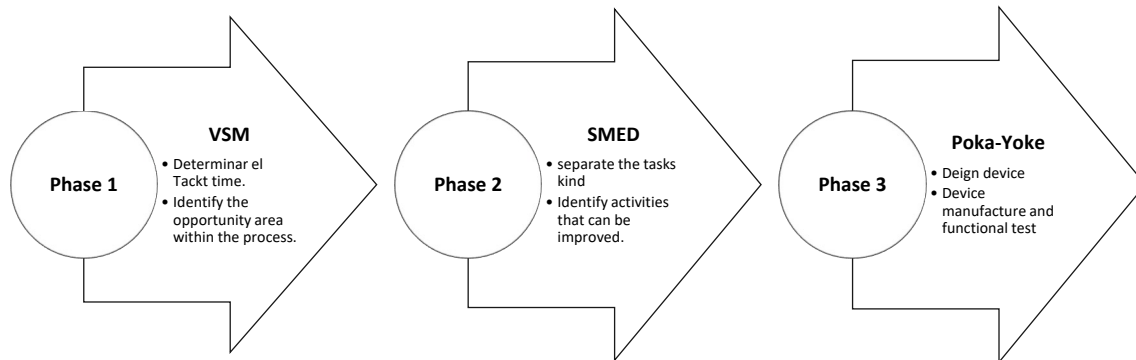 Phase 1
VSM
• Determinar el
Tackt time.
• Identify the
opportunity area
within the process.
Phase 2
SMED
• separate the tasks
kind
• Identify activities
that can be
improved.
Phase 3
Poka-Yoke
• Deign device
• Device
manufacture and
functional test